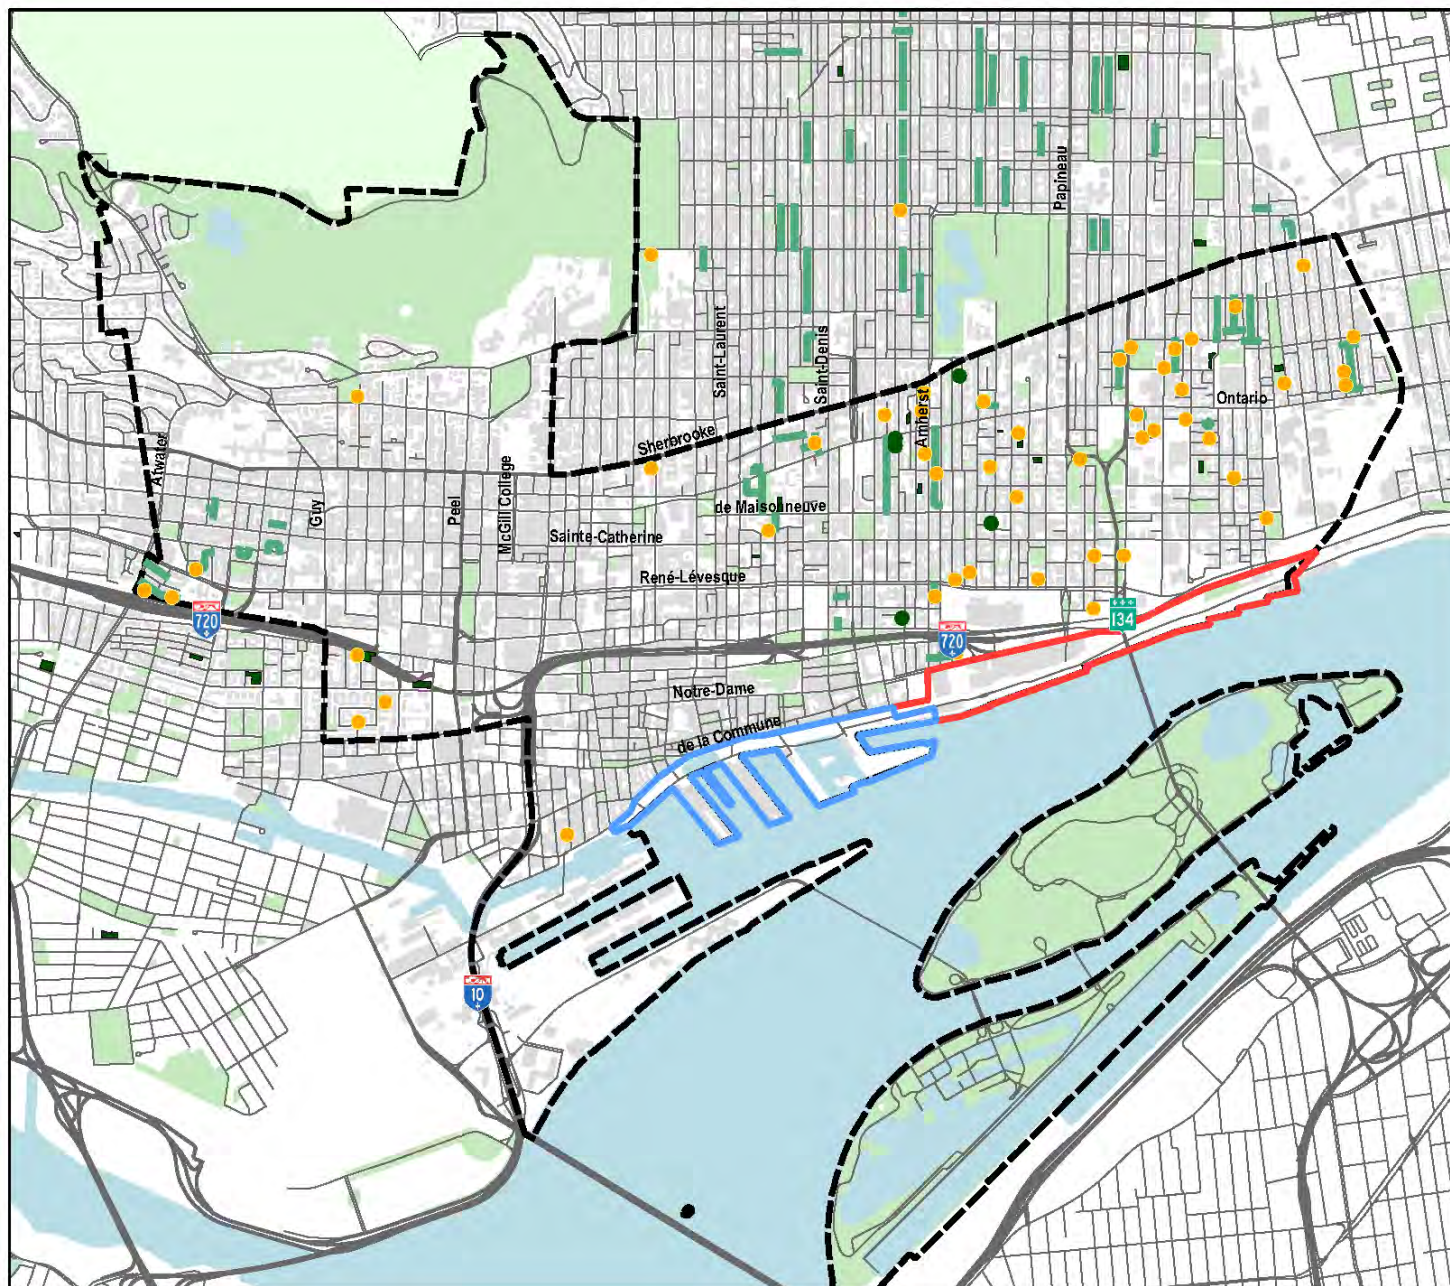 Papineau
Saint-Laurent
Saint-Denis
Amherst
Ontario
Sherbrooke
Atwater
McGill College
Peel
Guy
de Maisonneuve
Sainte-Catherine
René-Lévesque
720
134
720
Notre-Dame
de la Commune
10